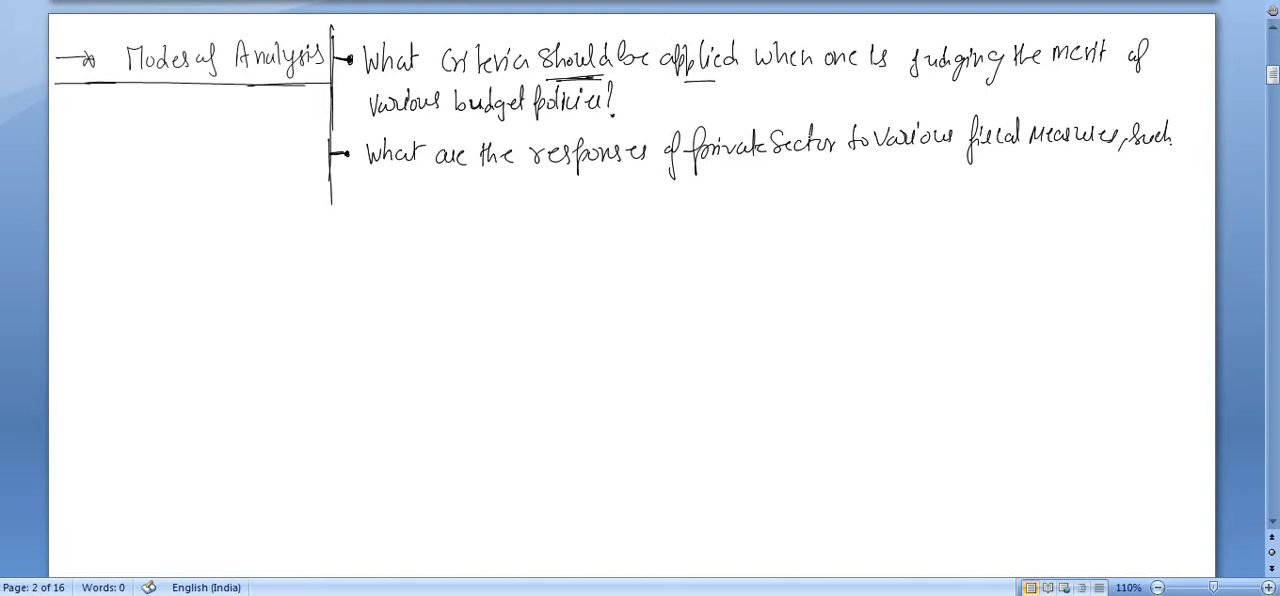 → Modes of Analysis
• What Criteria should be applied when one is judging the merit of
various budget policies?
• What are the responses of private Sector to various fiscal Measures, such
Page: 2 of 16 Words: 0 English (India) 110%